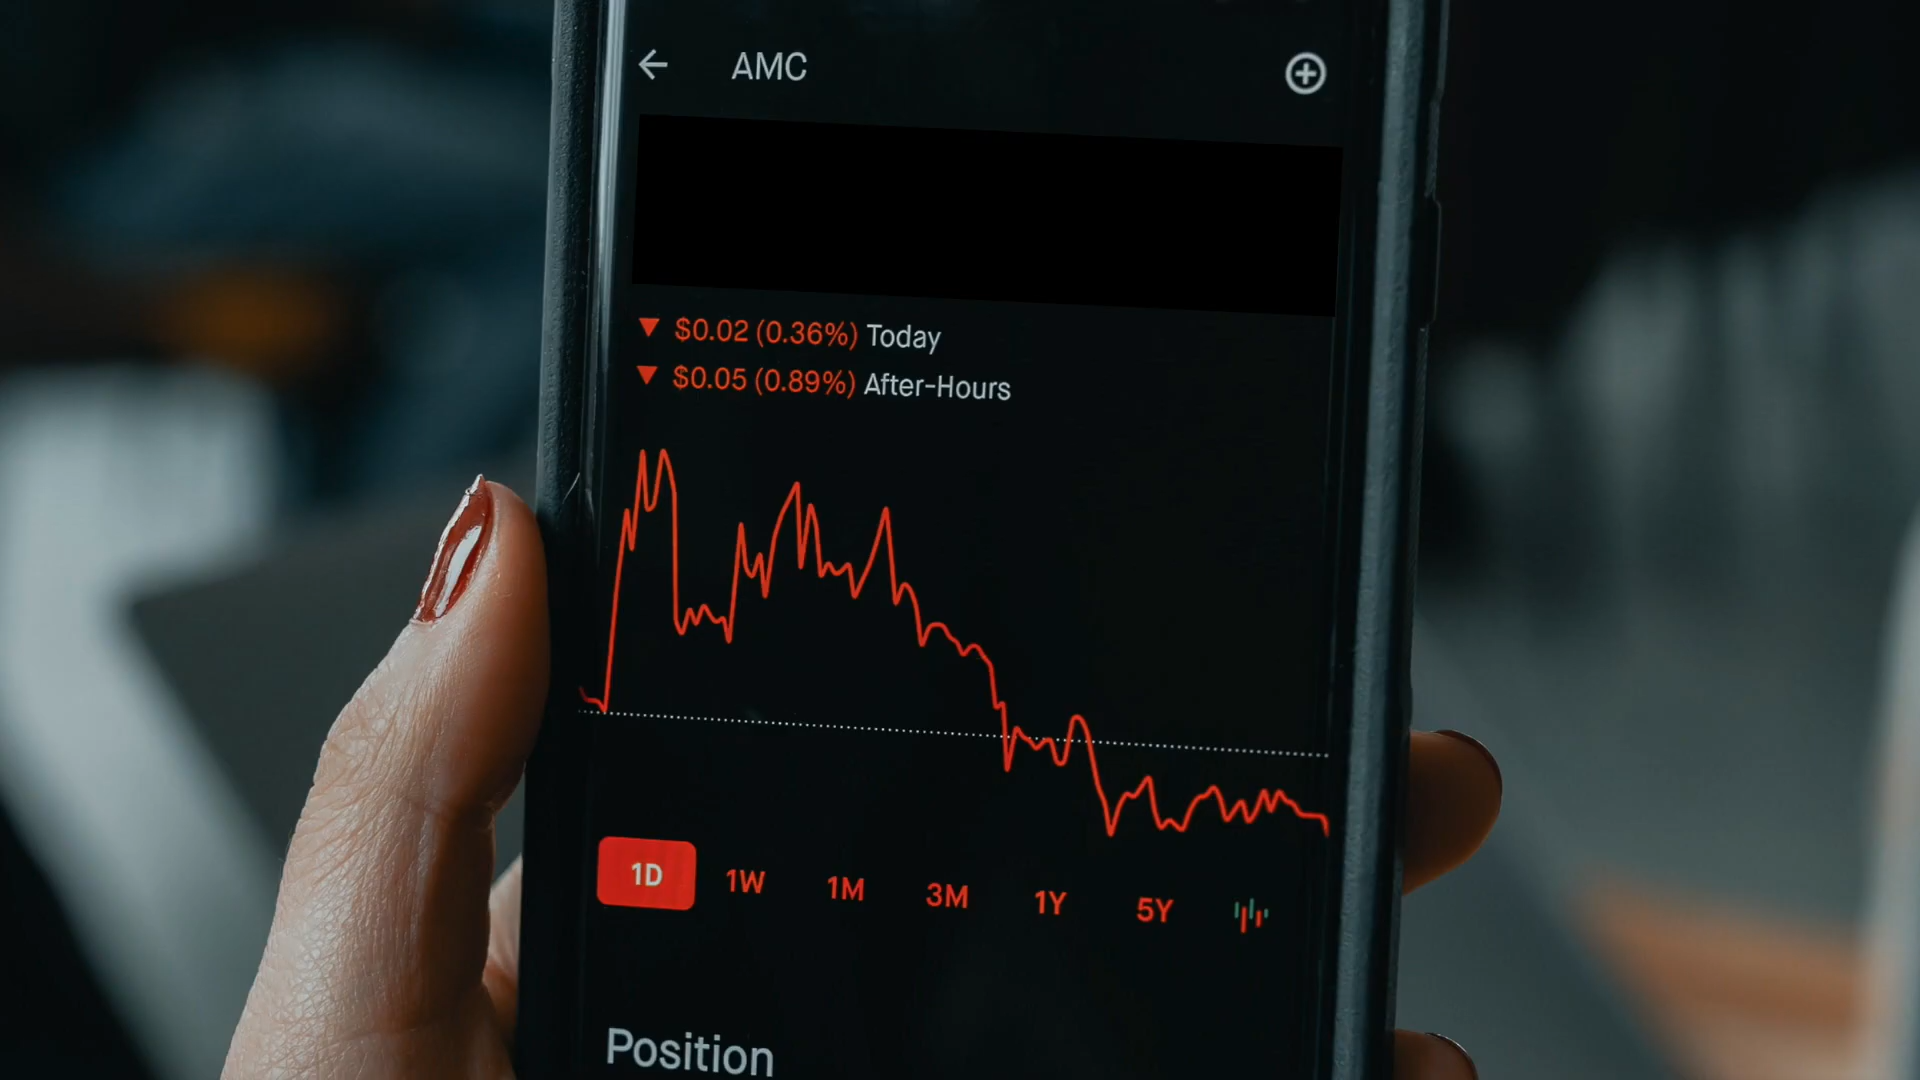 AMC
$0.02 (0.36%) Today
$0.05 (0.89%) After-Hours
1D 1W 1M 3M 1Y 5Y
Position